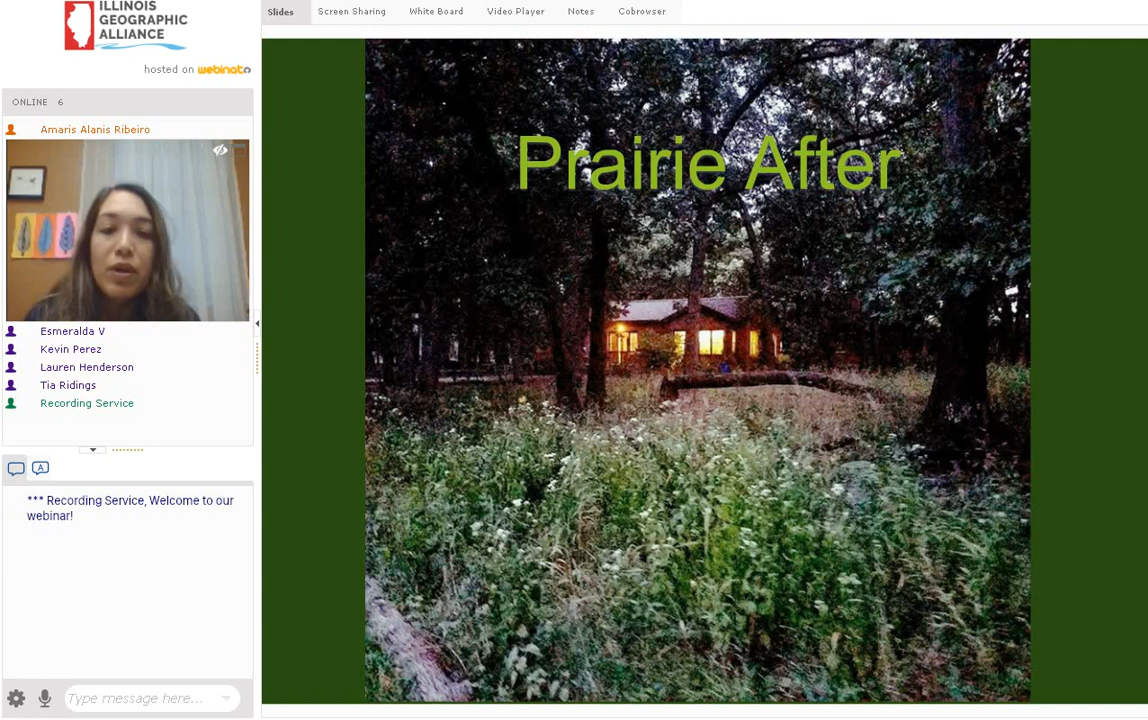 ILLINOIS
GEOGRAPHIC
ALLIANCE
hosted on webinato
Slides
Screen Sharing
White Board
Video Player
Notes
Cobrowser
ONLINE 6
Amaris Alanis Ribeiro
Esmeralda V
Kevin Perez
Lauren Henderson
Tia Ridings
Recording Service
A
*** Recording Service, Welcome to our
webinar!
Type message here...
Prairie After